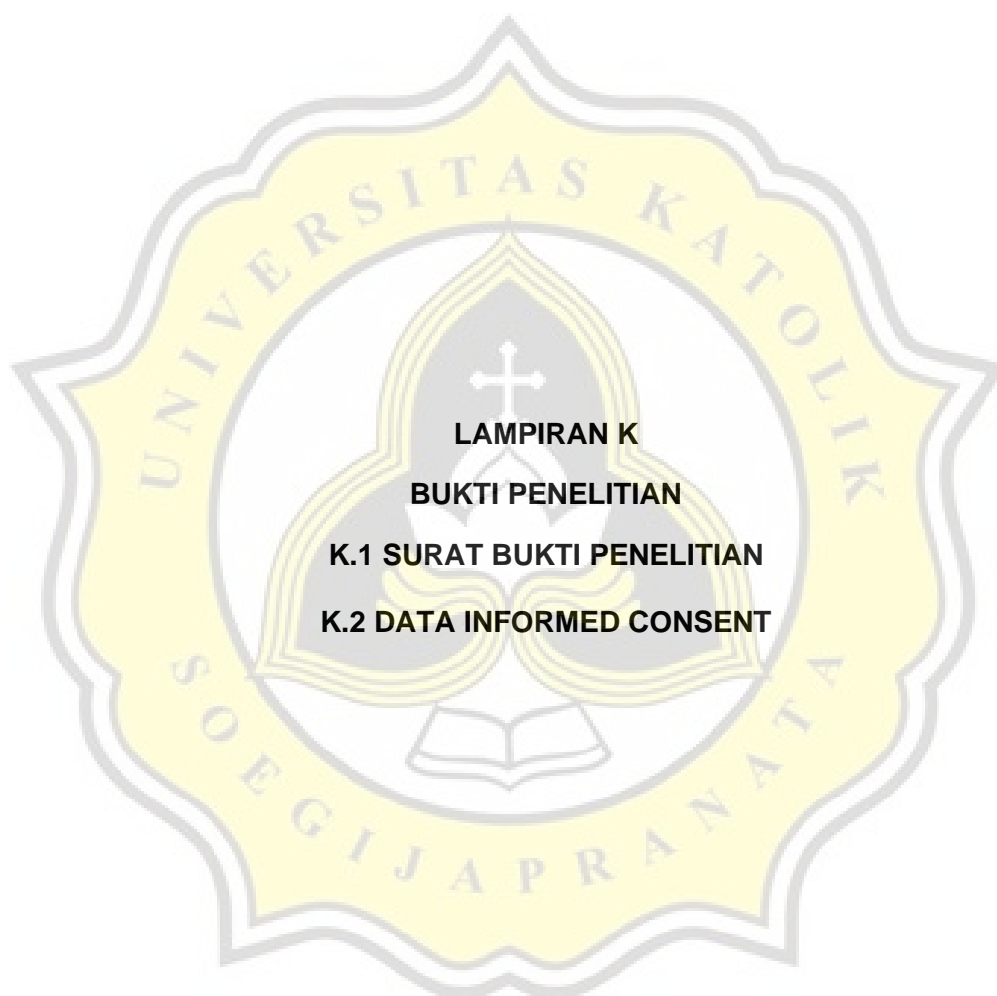 UNIVERSITAS KATOLIK
LAMPIRAN K
BUKTI PENELITIAN
K.1 SURAT BUKTI PENELITIAN
K.2 DATA INFORMED CONSENT
SOEGIJAPRANATA